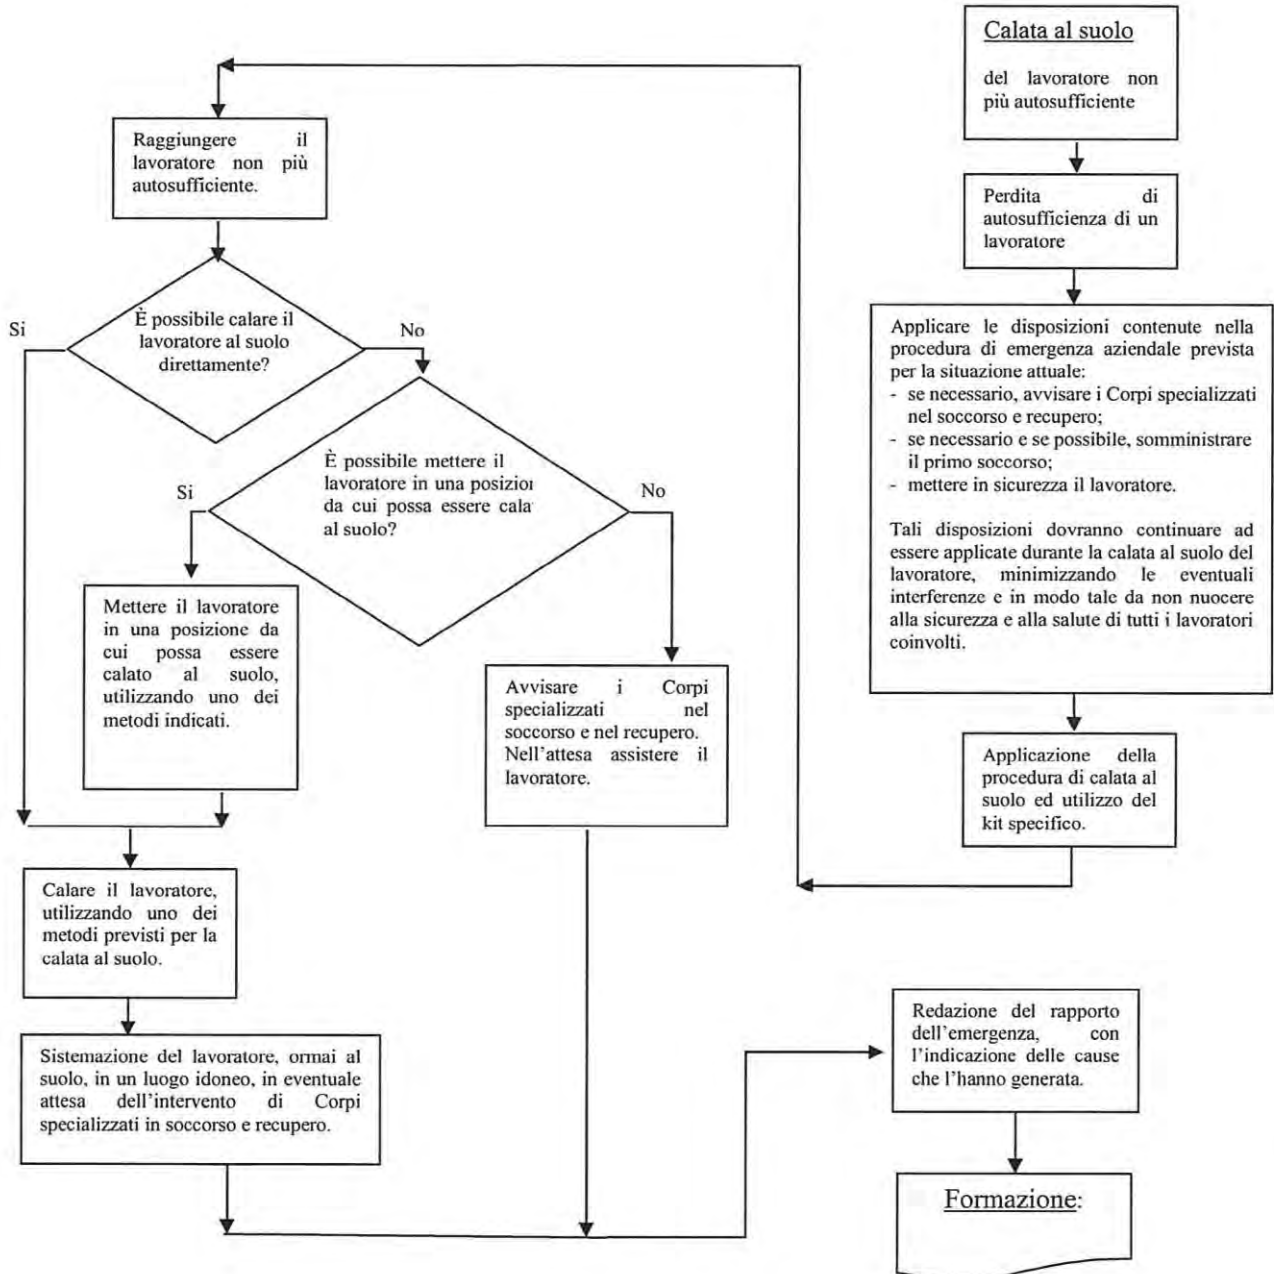 Calata al suolo
del lavoratore non
più autosufficiente
Perdita di
autosufficienza di un
lavoratore
Applicare le disposizioni contenute nella
procedura di emergenza aziendale prevista
per la situazione attuale:
- se necessario, avvisare i Corpi specializzati
nel soccorso e recupero;
- se necessario e se possibile, somministrare
il primo soccorso;
- mettere in sicurezza il lavoratore.
Tali disposizioni dovranno continuare ad
essere applicate durante la calata al suolo del
lavoratore, minimizzando le eventuali
interferenze e in modo tale da non nuocere
alla sicurezza e alla salute di tutti i lavoratori
coinvolti.
Applicazione della
procedura di calata al
suolo ed utilizzo del
kit specifico.
Raggiungere il
lavoratore non più
autosufficiente.
È possibile calare il
lavoratore al suolo
direttamente?
Si
No
È possibile mettere il
lavoratore in una posizio
da cui possa essere cala
al suolo?
Si
No
Mettere il lavoratore
in una posizione da
cui possa essere
calato al suolo,
utilizzando uno dei
metodi indicati.
Avvisare i Corpi
specializzati nel
soccorso e nel recupero.
Nell'attesa assistere il
lavoratore.
Calare il lavoratore,
utilizzando uno dei
metodi previsti per la
calata al suolo.
Sistemazione del lavoratore, ormai al
suolo, in un luogo idoneo, in eventuale
attesa dell'intervento di Corpi
specializzati in soccorso e recupero.
Redazione del rapporto
dell'emergenza, con
l'indicazione delle cause
che l'hanno generata.
Formazione: